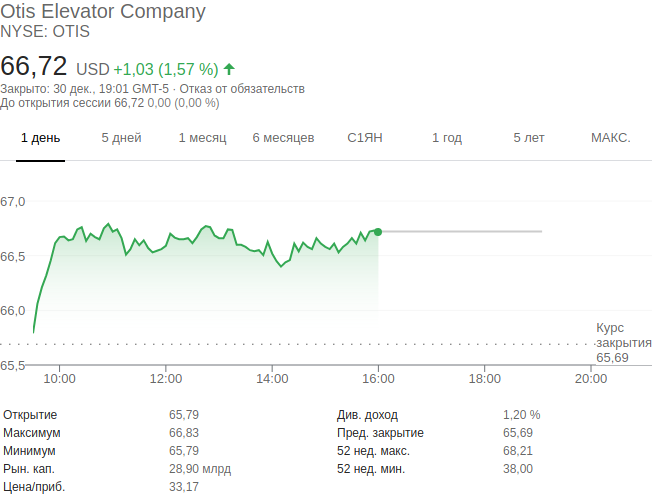 Otis Elevator Company
NYSE: OTIS
66,72 USD +1,03 (1,57 %)
Закрыто: 30 дек., 19:01 GMT-5 · Отказ от обязательств
До открытия сессии 66,72 0,00 (0,00 %)
1 день 5 дней 1 месяц 6 месяцев С1ЯН 1 год 5 лет МАКС.
67,0
66,5
66,0
Курс
закрытия
65,69
65,5
10:00 12:00 14:00 16:00 18:00 20:00
Открытие 65,79 Див. доход 1,20 %
Максимум 66,83 Пред. закрытие 65,69
Минимум 65,79 52 нед. макс. 68,21
Рын. кап. 28,90 млрд 52 нед. мин. 38,00
Цена/приб. 33,17